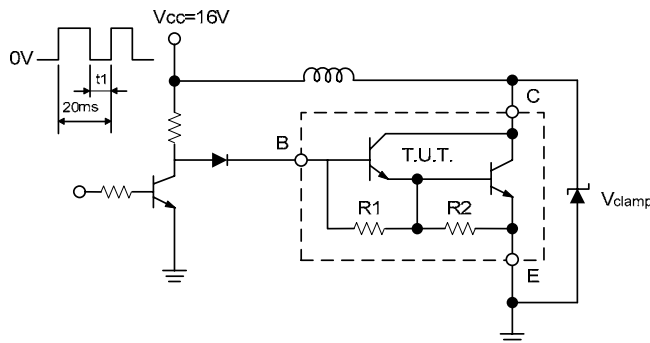 Vcc=16V
0V
t1
20ms
C
B
T.U.T.
R1
R2
Vclamp
E